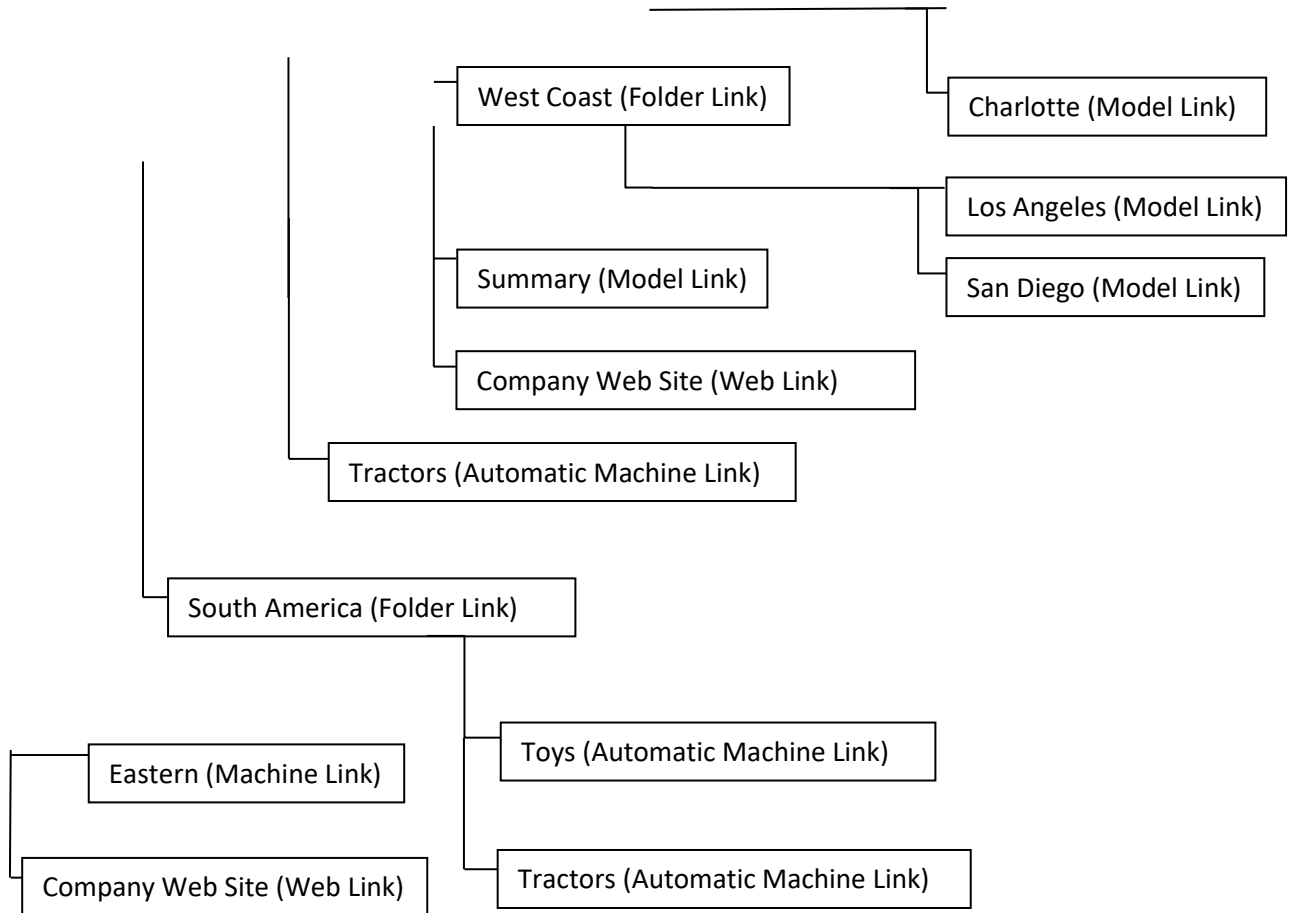 West Coast (Folder Link)
Charlotte (Model Link)
Los Angeles (Model Link)
Summary (Model Link)
San Diego (Model Link)
Company Web Site (Web Link)
Tractors (Automatic Machine Link)
South America (Folder Link)
Toys (Automatic Machine Link)
Eastern (Machine Link)
Tractors (Automatic Machine Link)
Company Web Site (Web Link)